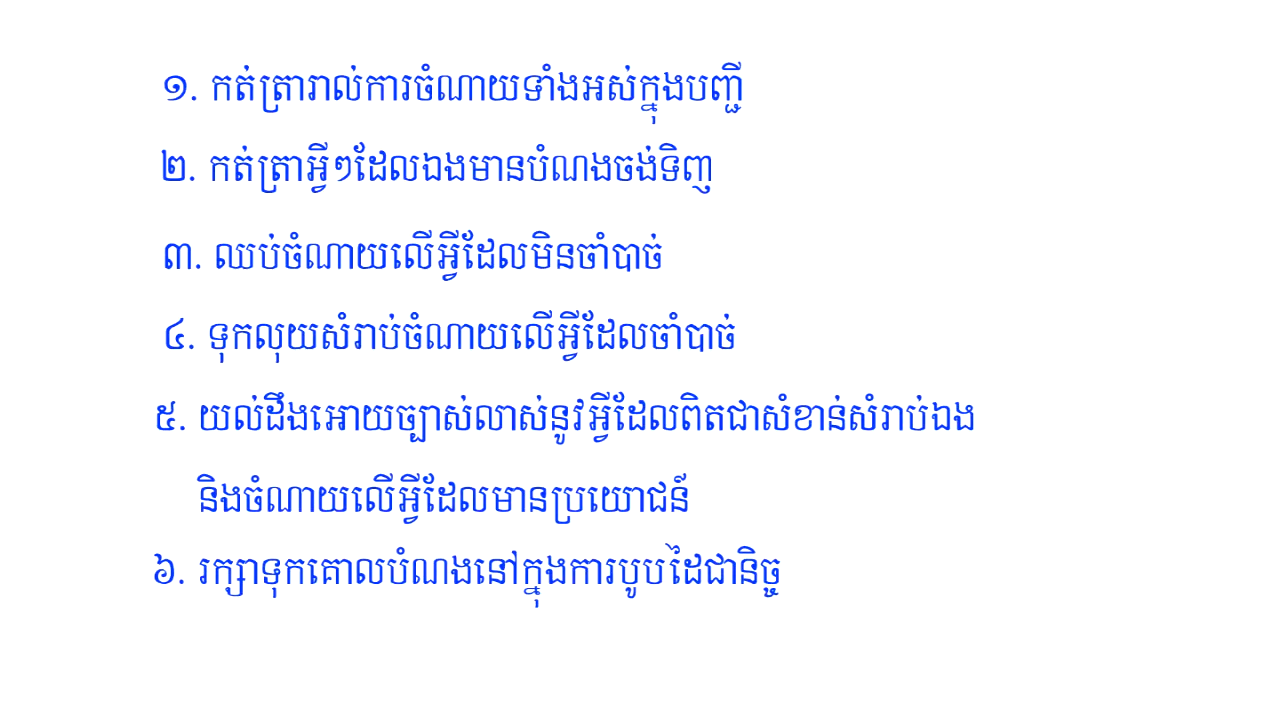 ១. កត់ត្រារាល់ការចំណាយទាំងអស់ក្នុងបញ្ជី
២. កត់ត្រាអ្វីៗដែលឯងមានបំណងចង់ទិញ
៣. ឈប់ចំណាយលើអ្វីដែលមិនចាំបាច់
៤. ទុកលុយសំរាប់ចំណាយលើអ្វីដែលចាំបាច់
៥. យល់ដឹងអោយច្បាស់លាស់នូវអ្វីដែលពិតជាសំខាន់សំរាប់ឯង
និងចំណាយលើអ្វីដែលមានប្រយោជន៍
៦. រក្សាទុកគោលបំណងនៅក្នុងការបូបដៃជានិច្ច